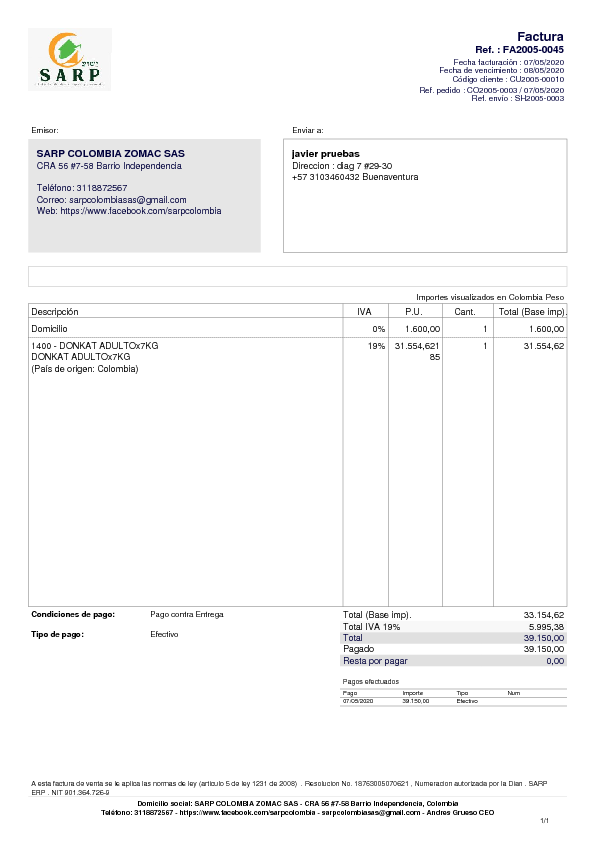 SARP
Factura
Ref. : FA2005-0045
Fecha facturación : 07/05/2020
Fecha de vencimiento : 08/05/2020
Código cliente : CU2005-00010
Ref. pedido : CO2005-0003 / 07/05/2020
Ref. envío : SH2005-0003
Emisor:
Enviar a:
SARP COLOMBIA ZOMAC SAS
CRA 56 #7-58 Barrio Independencia
Teléfono: 3118872567
Correo: sarpcolombiasas@gmail.com
Web: https://www.facebook.com/sarpcolombia
javier pruebas
Direccion : diag 7 #29-30
+57 3103460432 Buenaventura
Importes visualizados en Colombia Peso
Descripción IVA P.U. Cant. Total (Base imp).
Domicilio 0% 1.600,00 1 1.600,00
1400 - DONKAT ADULTOx7KG 19% 31.554,621 1 31.554,62
DONKAT ADULTOx7KG 85
(País de origen: Colombia)
Condiciones de pago: Pago contra Entrega
Tipo de pago: Efectivo
Total (Base imp). 33.154,62
Total IVA 19% 5.995,38
Total 39.150,00
Pagado 39.150,00
Resta por pagar 0,00
Pagos efectuados
Pago Importe Tipo Num
07/05/2020 39.150,00 Efectivo
A esta factura de venta se le aplica las normas de ley (artículo 5 de ley 1231 de 2008) . Resolucion No. 18763005070621 , Numeracion autorizada por la Dian . SARP
ERP . NIT 901.364.726-9
Domicilio social: SARP COLOMBIA ZOMAC SAS - CRA 56 #7-58 Barrio Independencia, Colombia
Teléfono: 3118872567 - https://www.facebook.com/sarpcolombia - sarpcolombiasas@gmail.com - Andres Grueso CEO
1/1